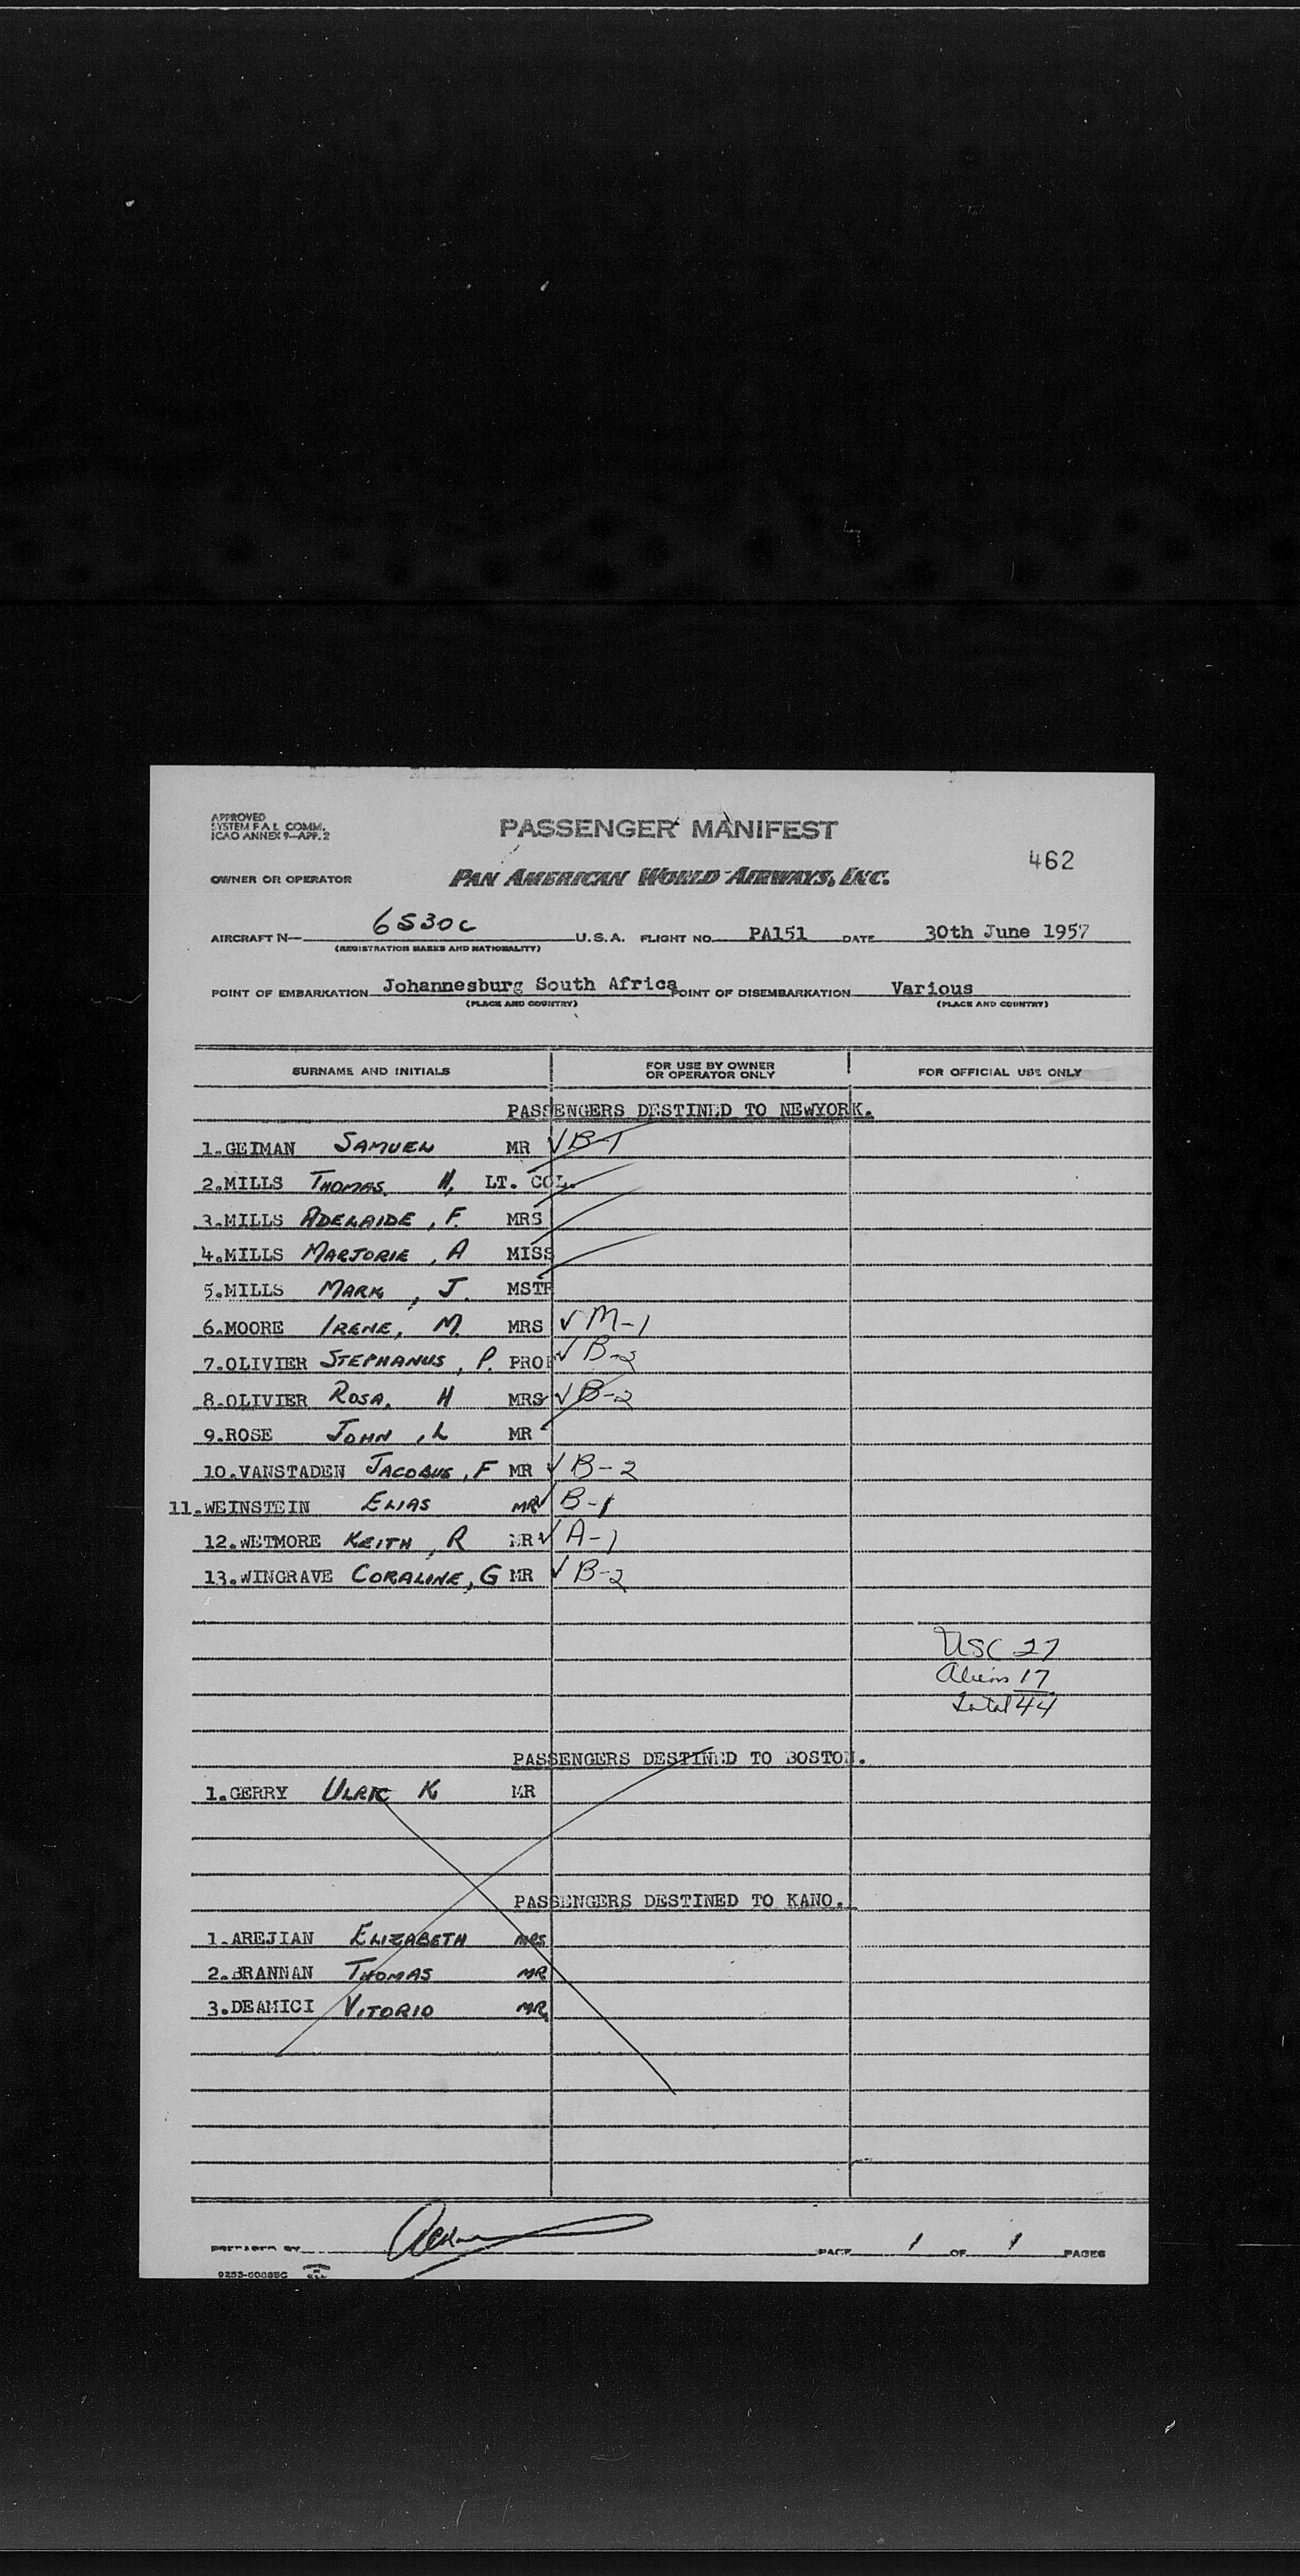 APPROVED
SYSTEM F A L COMM.
ICAO ANNEX 9—APP. 2
PASSENGER MANIFEST
462
OWNER OR OPERATOR PAN AMERICAN WORLD AIRWAYS, INC.
AIRCRAFT N— 6530C U.S.A. FLIGHT NO. PA151 DATE 30th June 1957
(REGISTRATION MARKS AND NATIONALITY)
POINT OF EMBARKATION Johannesburg South Africa POINT OF DISEMBARKATION Various
(PLACE AND COUNTRY) (PLACE AND COUNTRY)
SURNAME AND INITIALS FOR USE BY OWNER OR OPERATOR ONLY FOR OFFICIAL USE ONLY
PASSENGERS DESTINED TO NEWYORK.
1.GEIMAN SAMUEL MR √ B-1
2.MILLS THOMAS H, LT. COL.
3.MILLS ADELAIDE, F. MRS
4.MILLS MARJORIE, A MISS
5.MILLS MARK, J. MSTR
6.MOORE IRENE, M. MRS √ M-1
7.OLIVIER STEPHANUS, P. PROF √ B-2
8.OLIVIER ROSA, H MRS √ B-2
9.ROSE JOHN, L MR
10.VANSTADEN JACOBUS, F MR √ B-2
11.WEINSTEIN ELIAS MR √ B-1
12.WETMORE KEITH, R MR √ A-1
13.WINGRAVE CORALINE, G MR √ B-2
USC 27
Aliens 17
Total 44
PASSENGERS DESTINED TO BOSTON.
1.GERRY ULRIC K MR
PASSENGERS DESTINED TO KANO.
1.AREJIAN ELIZABETH MRS
2.BRANNAN THOMAS MR
3.DEAMICI VITORIO MR
PREPARED BY PAGE 1 OF 1 PAGES